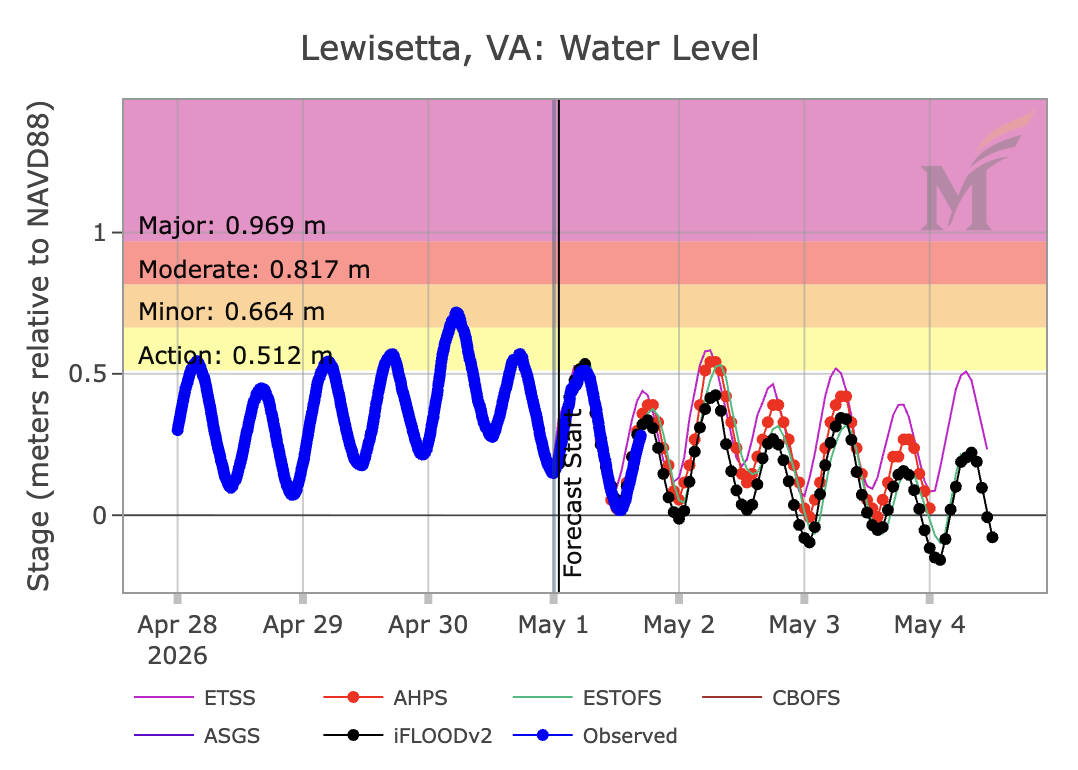 Lewisetta, VA: Water Level
Stage (meters relative to NAVD88)
1
0.5
0
Major: 0.969 m
Moderate: 0.817 m
Minor: 0.664 m
Action: 0.512 m
Forecast Start
M
Apr 28 Apr 29 Apr 30 May 1 May 2 May 3 May 4
2026
ETSS AHPS ESTOFS CBOFS
ASGS iFLOODv2 Observed